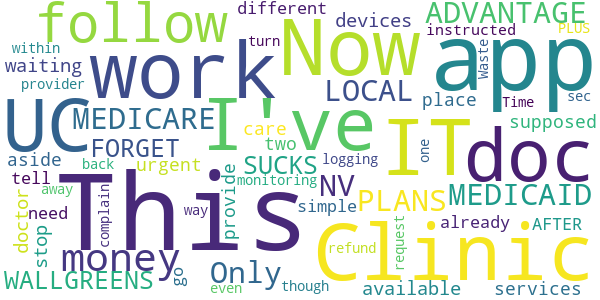 different
ADVANTAGE
follow
Now
devices
instructed
PLUS
within
work
turn
app
Waste
waiting
provider
LOCAL
place
Time
sec
UC
MEDICARE
I've
IT
doc
supposed
FORGET
care
two
logging
one
aside
urgent
SUCKS
back
monitoring
NV
MEDICAID
tell
This
away
provide
simple
PLANS
already
need
doctor
complain
way
Clinic
AFTER
stop
money
refund
request
WALLGREENS
go
Only
even
though
available
services